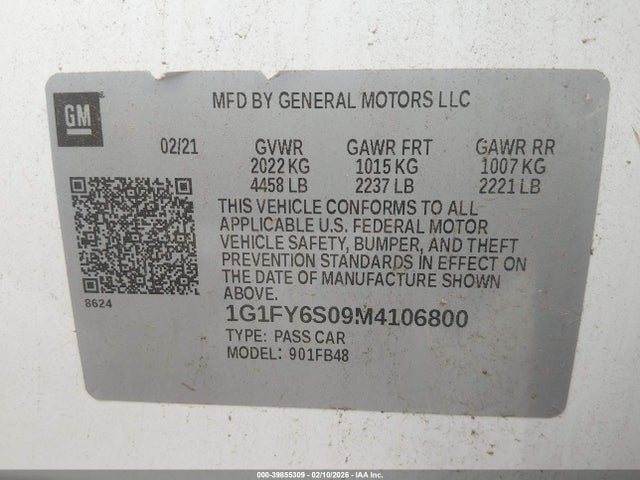 GM
MFD BY GENERAL MOTORS LLC
02/21 GVWR GAWR FRT GAWR RR
2022 KG 1015 KG 1007 KG
4458 LB 2237 LB 2221 LB
THIS VEHICLE CONFORMS TO ALL
APPLICABLE U.S. FEDERAL MOTOR
VEHICLE SAFETY, BUMPER, AND THEFT
PREVENTION STANDARDS IN EFFECT ON
THE DATE OF MANUFACTURE SHOWN
ABOVE.
8624
1G1FY6S09M4106800
TYPE: PASS CAR
MODEL: 901FB48
000-39855309 - 02/10/2026 - IAA Inc.